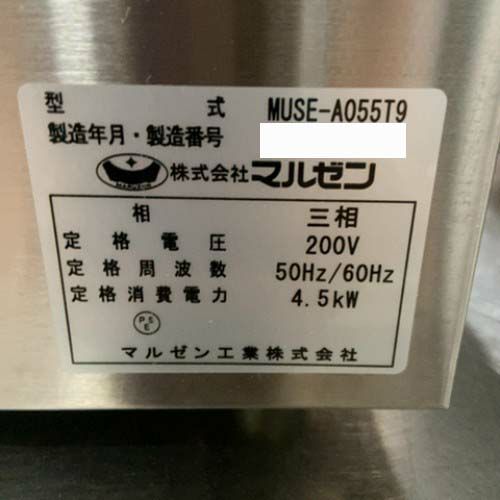 型式 MUSE-A055T9
製造年月・製造番号
MARUZEN 株式会社マルゼン
相 三相
定格電圧 200V
定格周波数 50Hz/60Hz
定格消費電力 4.5kW
PSE
マルゼン工業株式会社